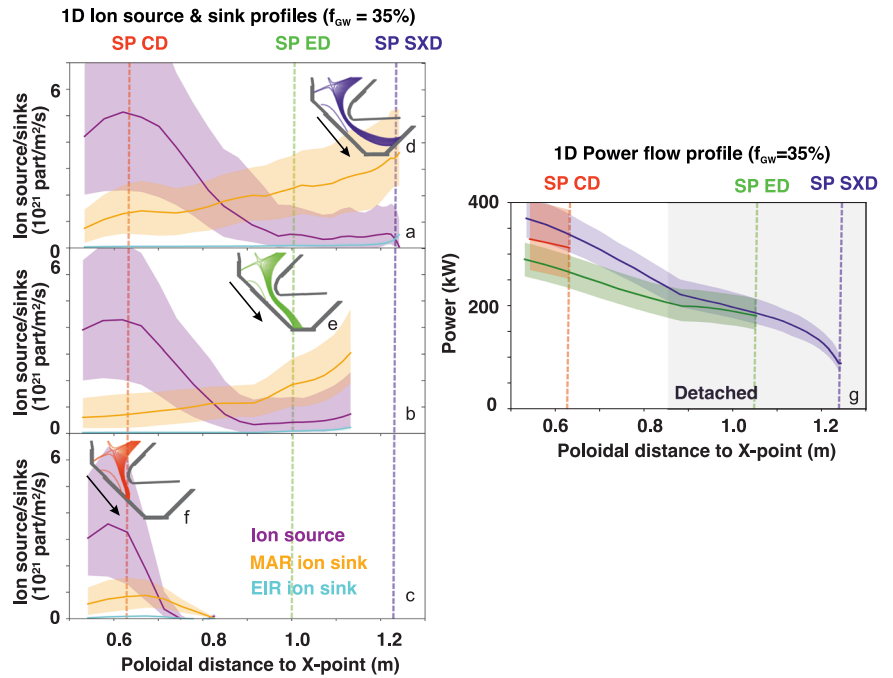 1D Ion source & sink profiles (fGW = 35%)
SP CD
SP ED
SP SXD
Ion source/sinks
(10²¹ part/m²/s)
6
0
d
a
Ion source/sinks
(10²¹ part/m²/s)
6
0
e
b
Ion source/sinks
(10²¹ part/m²/s)
6
0
f
Ion source
MAR ion sink
EIR ion sink
c
0.6
0.8
1.0
1.2
Poloidal distance to X-point (m)
1D Power flow profile (fGW=35%)
SP CD
SP ED
SP SXD
Power (kW)
400
200
0
Detached
g
0.6
0.8
1.0
1.2
Poloidal distance to X-point (m)